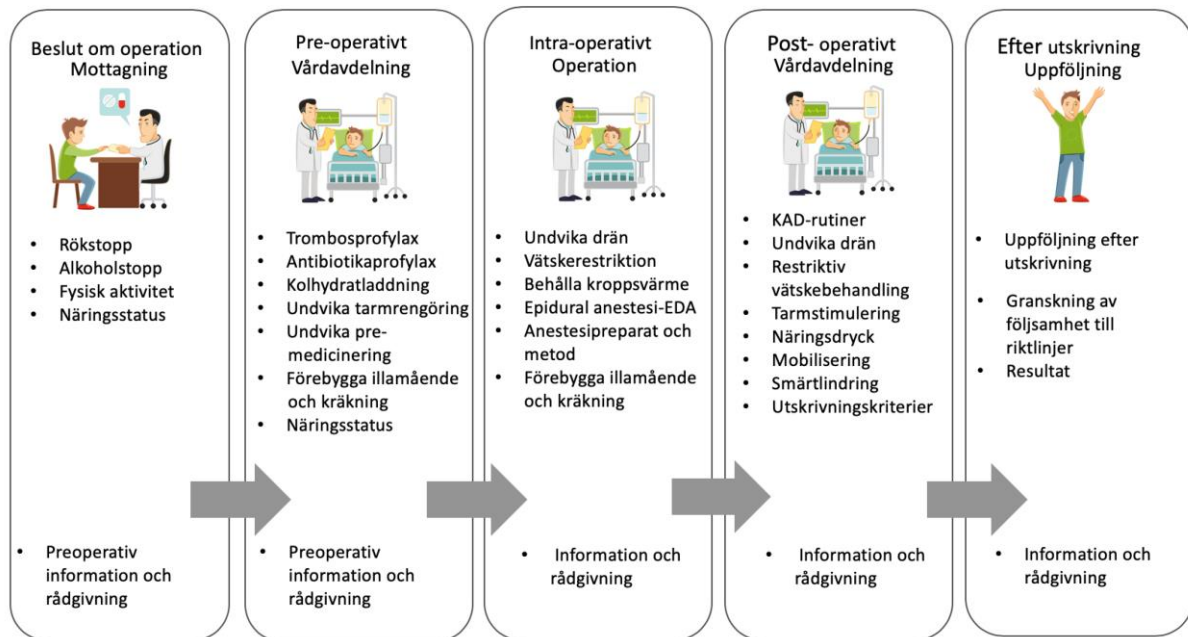 Beslut om operation
Mottagning
• Rökstopp
• Alkoholstopp
• Fysisk aktivitet
• Näringsstatus
• Preoperativ
information och
rådgivning
Pre-operativt
Vårdavdelning
• Trombosprofylax
• Antibiotikaprofylax
• Kolhydratladdning
• Undvika tarmrengöring
• Undvika pre-
medicinering
• Förebygga illamående
och kräkning
• Näringsstatus
• Preoperativ
information och
rådgivning
Intra-operativt
Operation
• Undvika drän
• Vätskerestriktion
• Behålla kroppsvärme
• Epidural anestesi-EDA
• Anestesipreparat och
metod
• Förebygga illamående
och kräkning
• Information och
rådgivning
Post- operativt
Vårdavdelning
• KAD-rutiner
• Undvika drän
• Restriktiv
vätskebehandling
• Tarmstimulering
• Näringsdryck
• Mobilisering
• Smärtlindring
• Utskrivningskriterier
• Information och
rådgivning
Efter utskrivning
Uppföljning
• Uppföljning efter
utskrivning
• Granskning av
följsamhet till
riktlinjer
• Resultat
• Information och
rådgivning